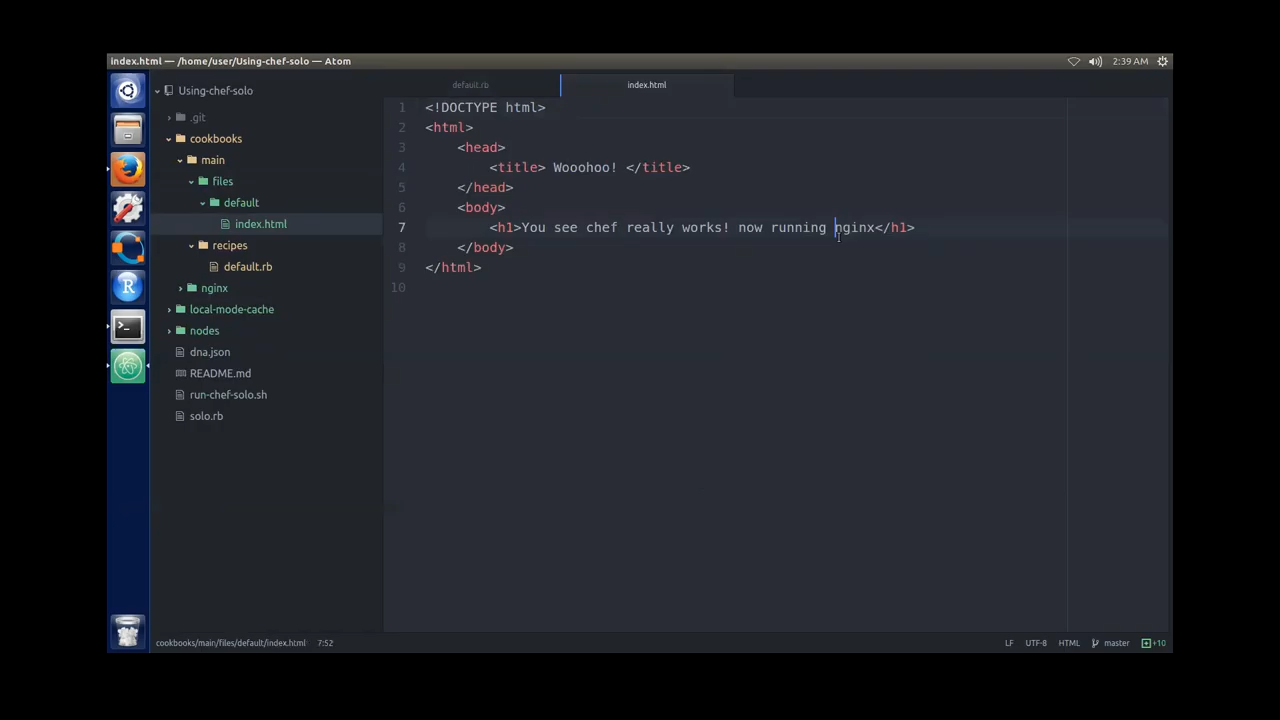 index.html — /home/user/Using-chef-solo — Atom
2:39 AM
Using-chef-solo
.git
cookbooks
main
files
default
index.html
recipes
default.rb
nginx
local-mode-cache
nodes
dna.json
README.md
run-chef-solo.sh
solo.rb
default.rb
index.html
1 <!DOCTYPE html>
2 <html>
3 <head>
4 <title> Wooohoo! </title>
5 </head>
6 <body>
7 <h1>You see chef really works! now running nginx</h1>
8 </body>
9 </html>
10
cookbooks/main/files/default/index.html 7:52
LF UTF-8 HTML master +10